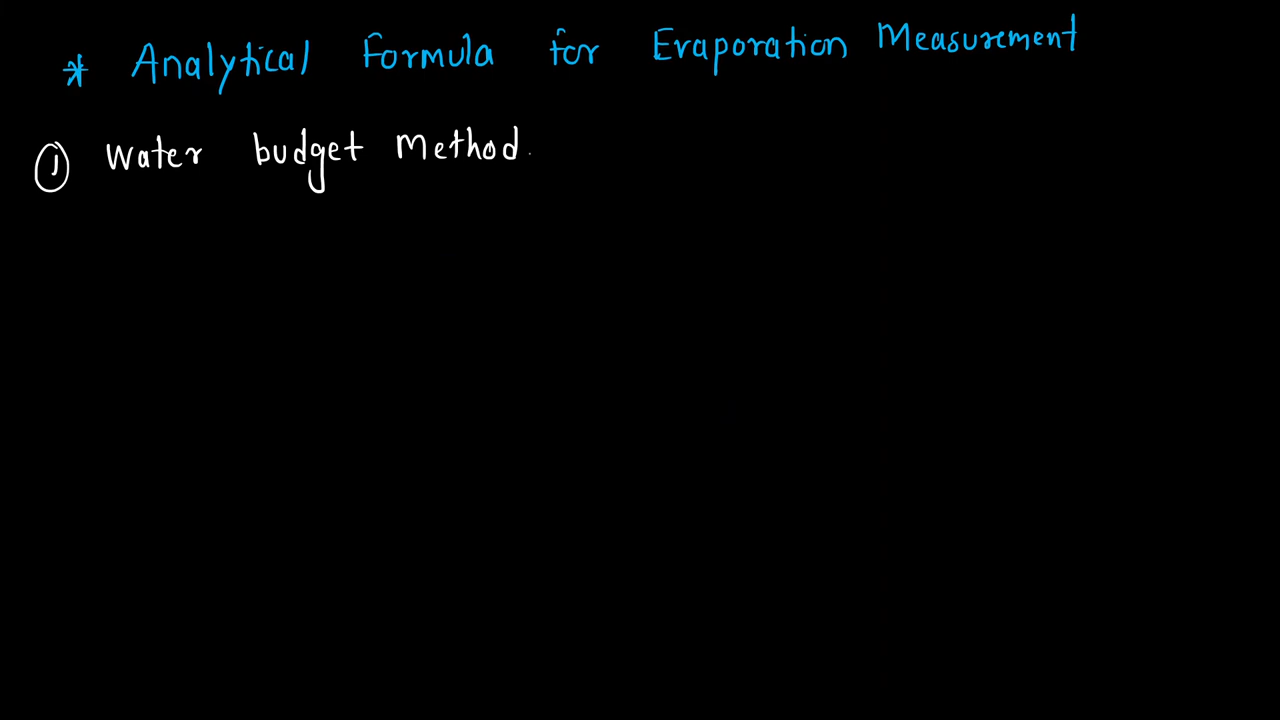 * Analytical Formula for Evaporation Measurement
① Water budget Method.